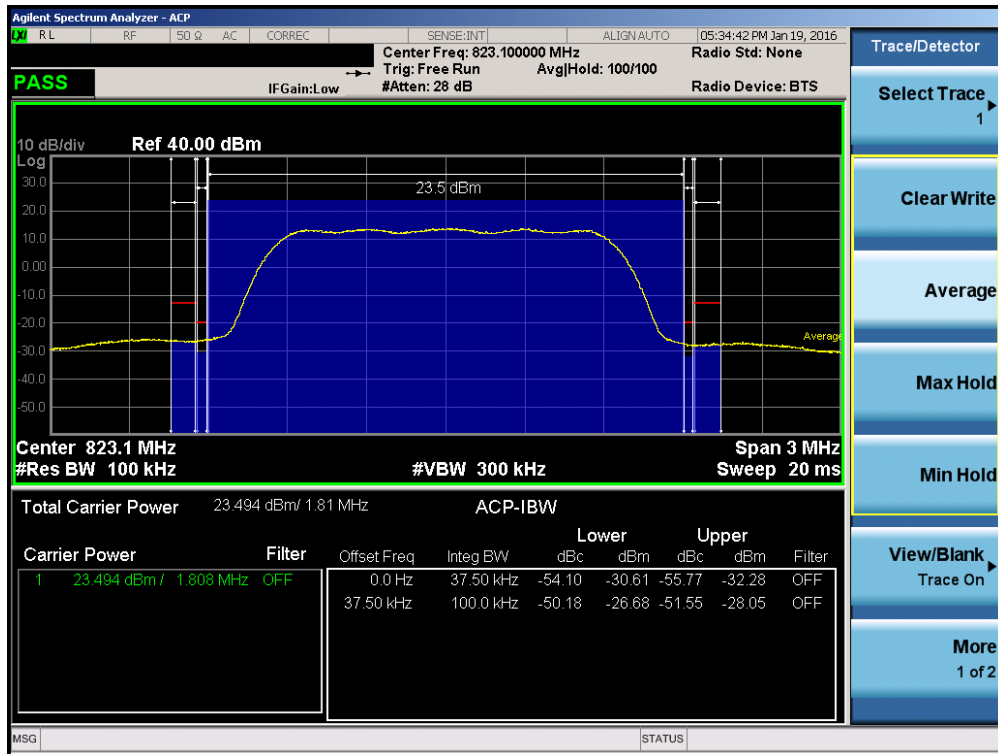 Agilent Spectrum Analyzer - ACP
LXI RL RF 50 Ω AC CORREC SENSE:INT ALIGNAUTO 05:34:42 PM Jan 19, 2016
Center Freq: 823.100000 MHz Radio Std: None
Trig: Free Run Avg|Hold: 100/100
PASS IFGain:Low #Atten: 28 dB Radio Device: BTS
10 dB/div Ref 40.00 dBm
Log
30.0
23.5 dBm
20.0
10.0
0.00
-10.0
-20.0
Average
-30.0
-40.0
-50.0
Center 823.1 MHz Span 3 MHz
#Res BW 100 kHz #VBW 300 kHz Sweep 20 ms
Total Carrier Power 23.494 dBm/ 1.81 MHz ACP-IBW
Lower Upper
Carrier Power Filter Offset Freq Integ BW dBc dBm dBc dBm Filter
1 23.494 dBm / 1.808 MHz OFF 0.0 Hz 37.50 kHz -54.10 -30.61 -55.77 -32.28 OFF
37.50 kHz 100.0 kHz -50.18 -26.68 -51.55 -28.05 OFF
MSG STATUS
Trace/Detector
Select Trace
1
Clear Write
Average
Max Hold
Min Hold
View/Blank
Trace On
More
1 of 2